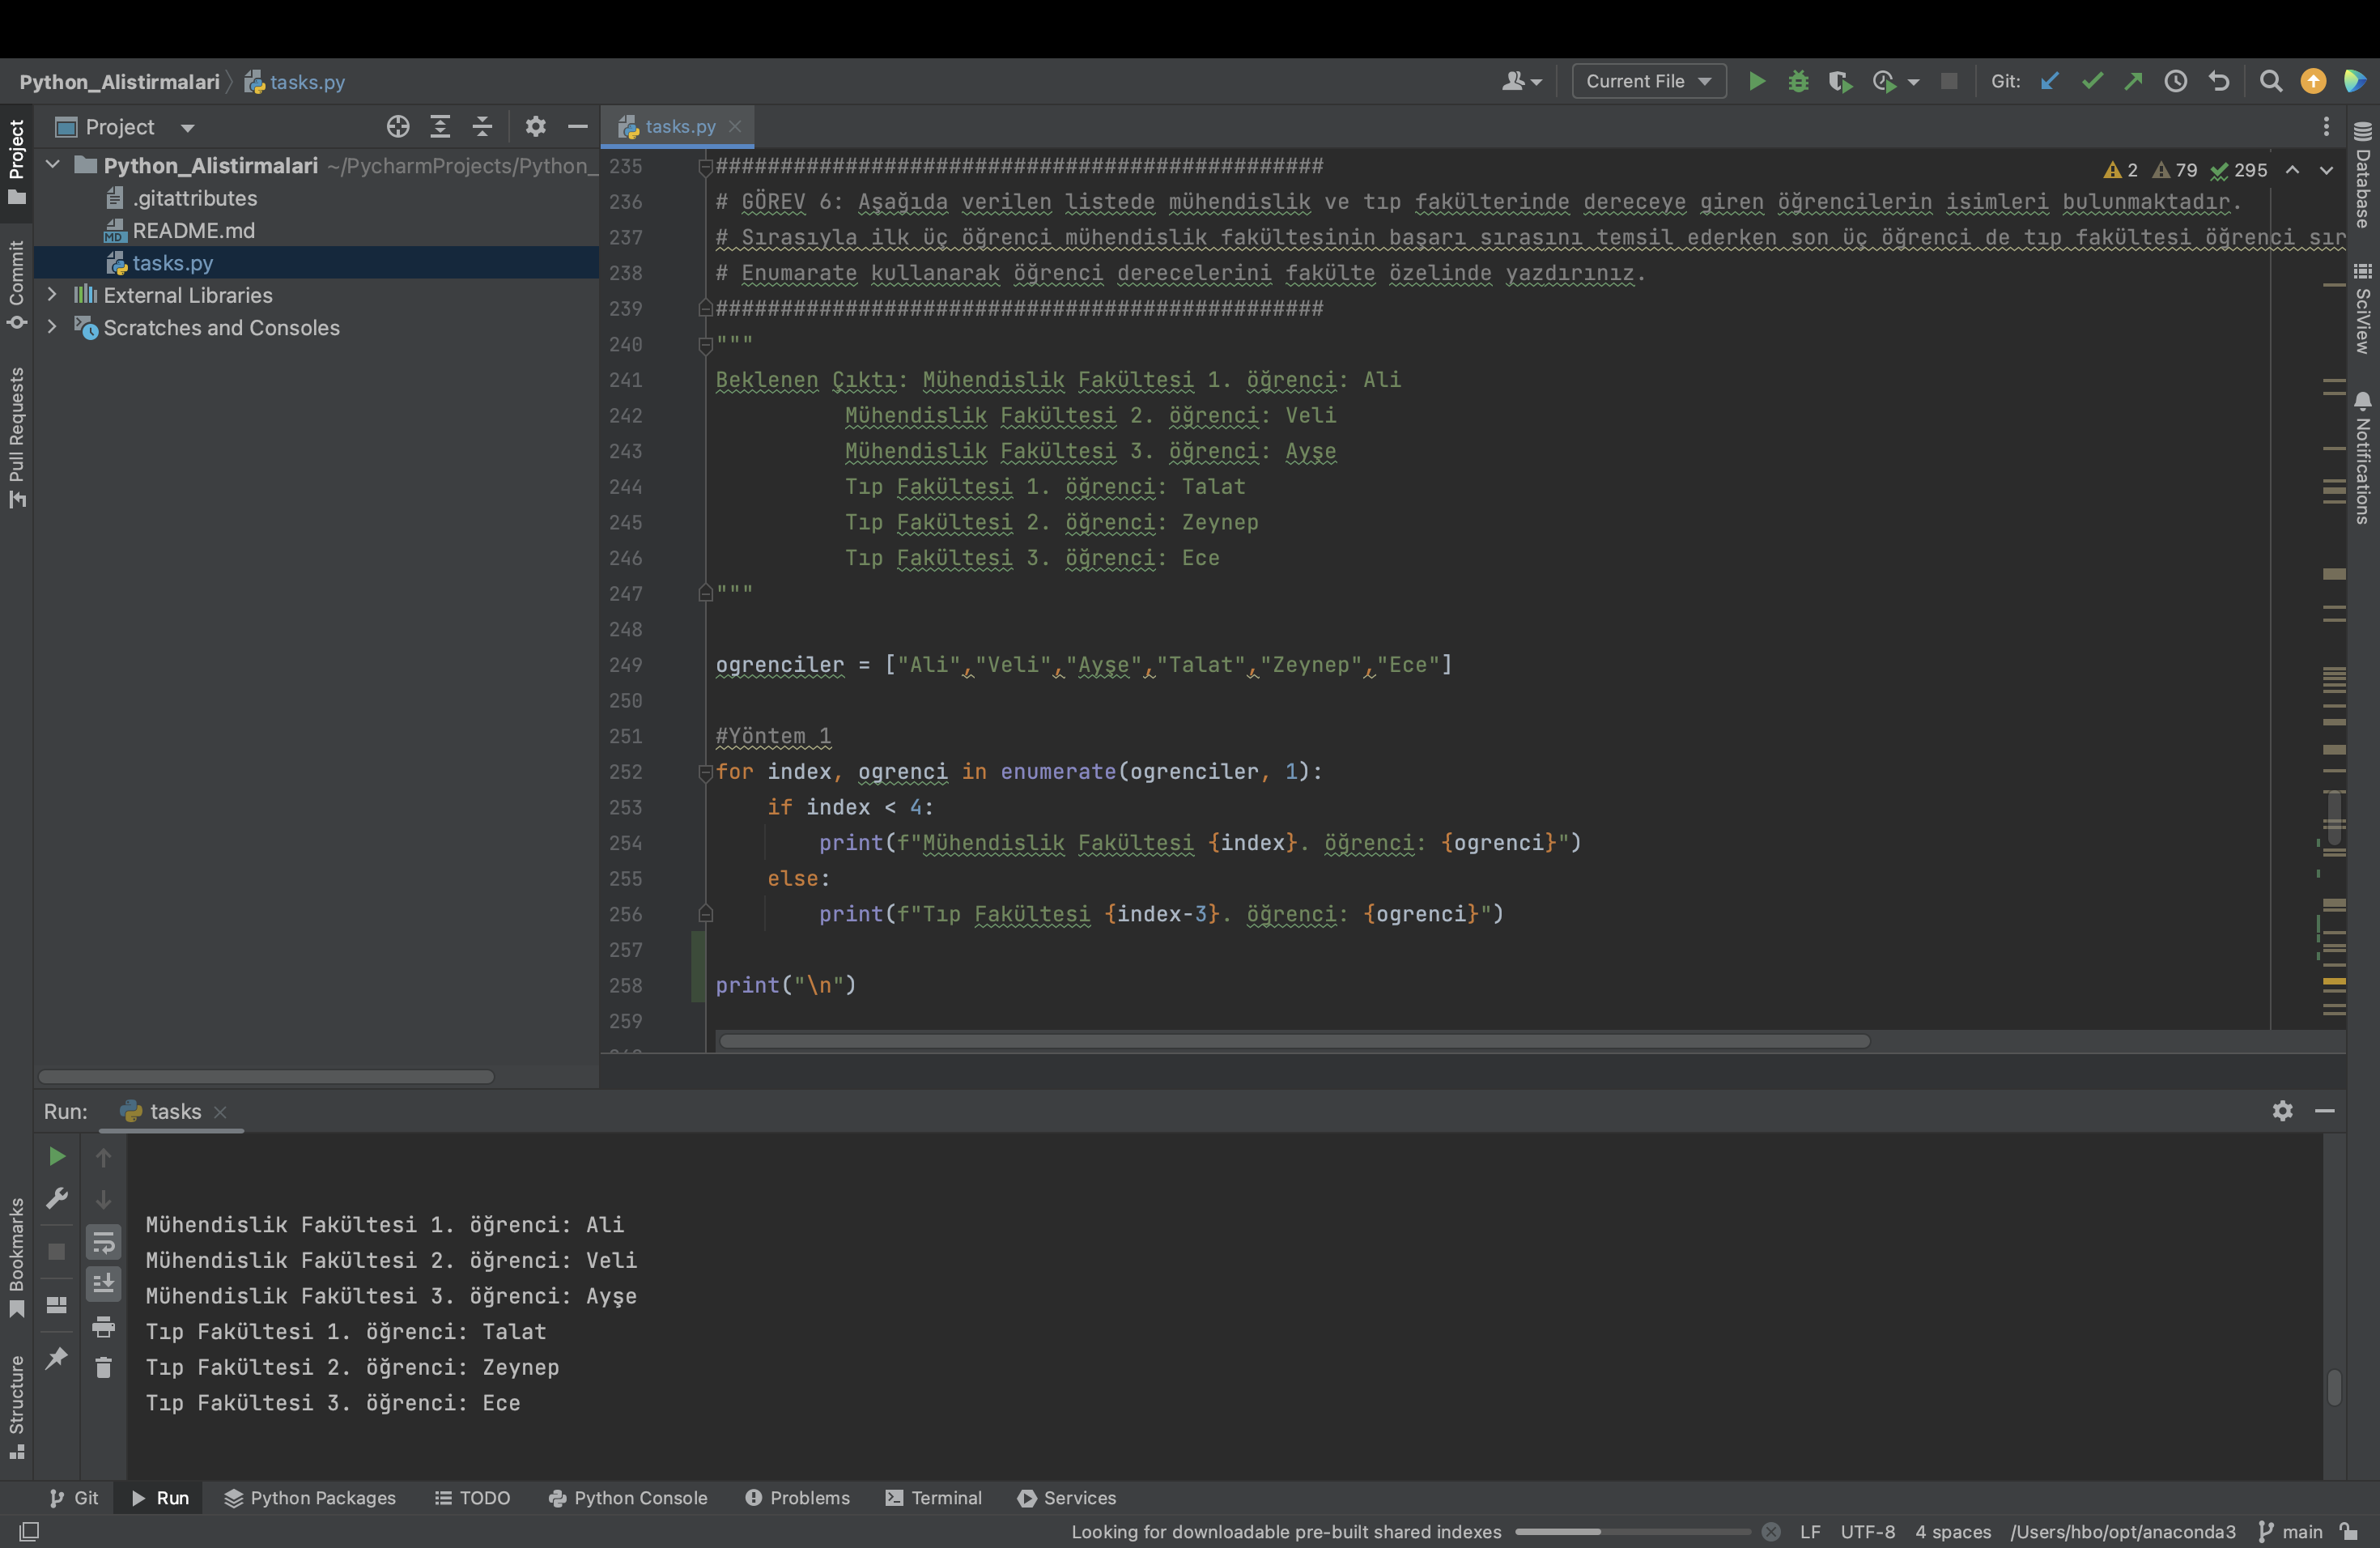 Python_Alistirmalari
tasks.py
Current File
Git:
Project
Project
tasks.py
Python_Alistirmalari ~/PycharmProjects/Python_
.gitattributes
README.md
tasks.py
External Libraries
Scratches and Consoles
Commit
Pull Requests
Bookmarks
Structure
2 79 295
235 ###############################################
236 # GÖREV 6: Aşağıda verilen listede mühendislik ve tıp fakülterinde dereceye giren öğrencilerin isimleri bulunmaktadır.
237 # Sırasıyla ilk üç öğrenci mühendislik fakültesinin başarı sırasını temsil ederken son üç öğrenci de tıp fakültesi öğrenci sır
238 # Enumarate kullanarak öğrenci derecelerini fakülte özelinde yazdırınız.
239 ###############################################
240 """
241 Beklenen Çıktı: Mühendislik Fakültesi 1. öğrenci: Ali
242 Mühendislik Fakültesi 2. öğrenci: Veli
243 Mühendislik Fakültesi 3. öğrenci: Ayşe
244 Tıp Fakültesi 1. öğrenci: Talat
245 Tıp Fakültesi 2. öğrenci: Zeynep
246 Tıp Fakültesi 3. öğrenci: Ece
247 """
248
249 ogrenciler = ["Ali","Veli","Ayşe","Talat","Zeynep","Ece"]
250
251 #Yöntem 1
252 for index, ogrenci in enumerate(ogrenciler, 1):
253 if index < 4:
254 print(f"Mühendislik Fakültesi {index}. öğrenci: {ogrenci}")
255 else:
256 print(f"Tıp Fakültesi {index-3}. öğrenci: {ogrenci}")
257
258 print("\n")
259
Database
SciView
Notifications
Run: tasks
Mühendislik Fakültesi 1. öğrenci: Ali
Mühendislik Fakültesi 2. öğrenci: Veli
Mühendislik Fakültesi 3. öğrenci: Ayşe
Tıp Fakültesi 1. öğrenci: Talat
Tıp Fakültesi 2. öğrenci: Zeynep
Tıp Fakültesi 3. öğrenci: Ece
Git Run Python Packages TODO Python Console Problems Terminal Services
Looking for downloadable pre-built shared indexes LF UTF-8 4 spaces /Users/hbo/opt/anaconda3 main